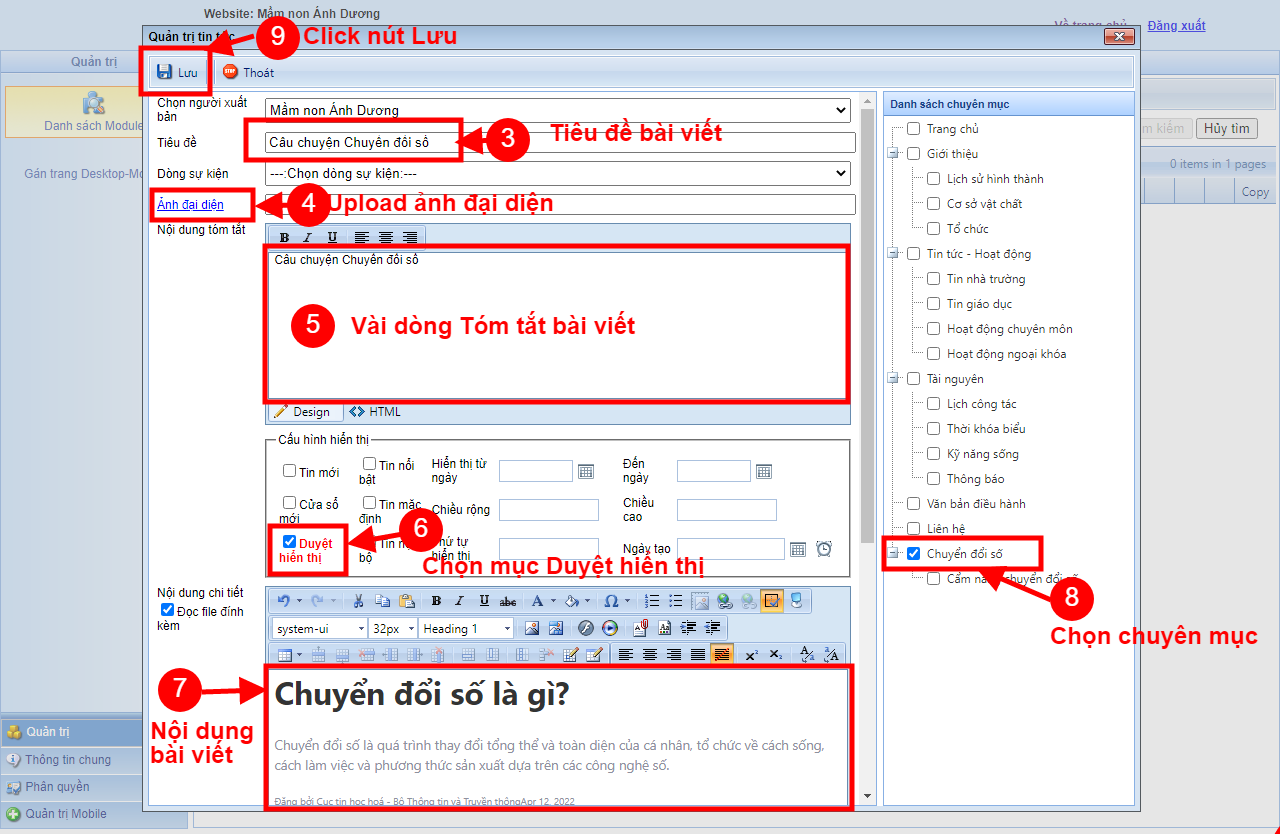 Website: Mầm non Ánh Dương
Về trang chủ Đăng xuất
Quản trị tin tức
9 Click nút Lưu
Quản trị
Lưu Thoát
Danh sách Module
Gán trang Desktop-Mo
Chọn người xuất bản
Mầm non Ánh Dương
Tiêu đề
Câu chuyện Chuyển đổi số
3 Tiêu đề bài viết
Dòng sự kiện
---:Chọn dòng sự kiện:---
Ảnh đại diện
4 Upload ảnh đại diện
Nội dung tóm tắt
B I U
Câu chuyện Chuyển đổi số
5 Vài dòng Tóm tắt bài viết
Design HTML
Cấu hình hiển thị
Tin mới
Tin nổi bật
Hiển thị từ ngày
Đến ngày
Cửa sổ mới
Tin mặc định
Chiều rộng
Chiều cao
Duyệt hiển thị
Tin nộ bộ
Thứ tự hiển thị
Ngày tạo
6 Chọn mục Duyệt hiển thị
Nội dung chi tiết
Đọc file đính kèm
B I U abc A Ω
system-ui 32px Heading 1
7 Nội dung bài viết
Chuyển đổi số là gì?
Chuyển đổi số là quá trình thay đổi tổng thể và toàn diện của cá nhân, tổ chức về cách sống,
cách làm việc và phương thức sản xuất dựa trên các công nghệ số.
Đăng bởi Cục tin học hoá - Bộ Thông tin và Truyền thôngApr 12, 2022
Danh sách chuyên mục
Trang chủ
Giới thiệu
Lịch sử hình thành
Cơ sở vật chất
Tổ chức
Tin tức - Hoạt động
Tin nhà trường
Tin giáo dục
Hoạt động chuyên môn
Hoạt động ngoại khóa
Tài nguyên
Lịch công tác
Thời khóa biểu
Kỹ năng sống
Thông báo
Văn bản điều hành
Liên hệ
Chuyển đổi số
Cẩm nang chuyển đổi số
8 Chọn chuyên mục
m kiếm Hủy tìm
0 items in 1 pages
Copy
Quản trị
Thông tin chung
Phân quyền
Quản trị Mobile